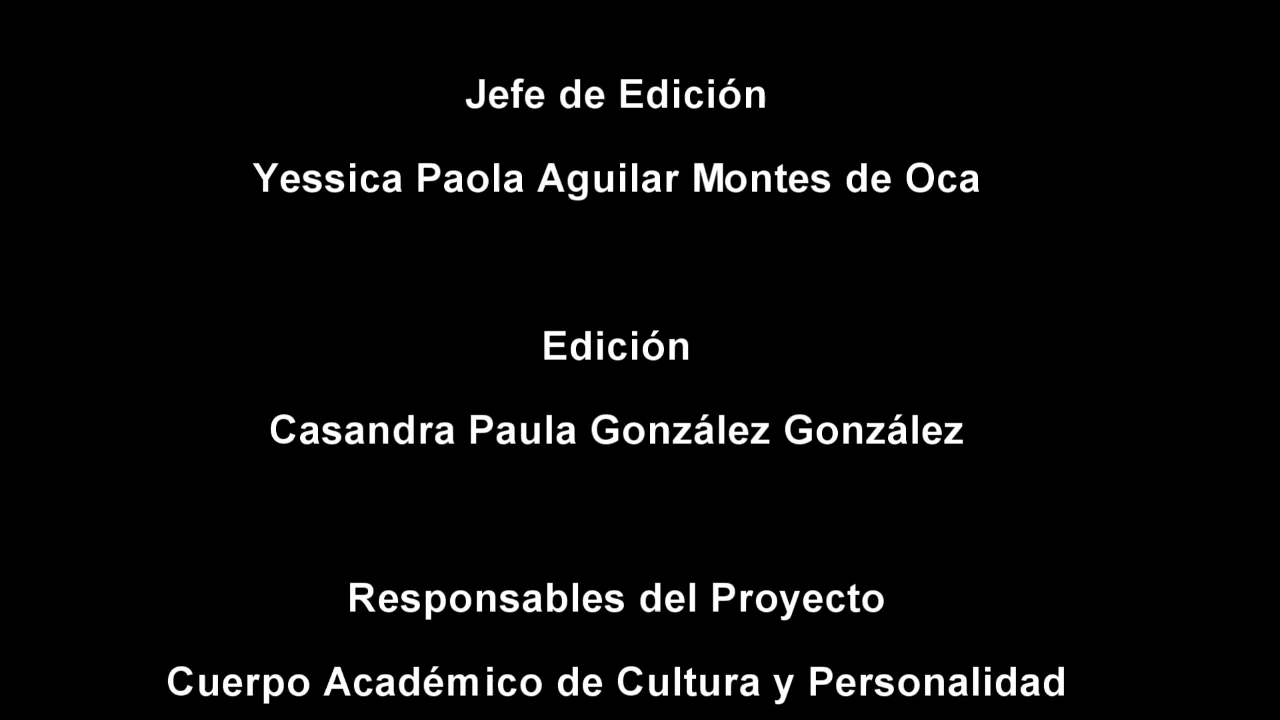 Jefe de Edición
Yessica Paola Aguilar Montes de Oca
Edición
Casandra Paula González González
Responsables del Proyecto
Cuerpo Académico de Cultura y Personalidad